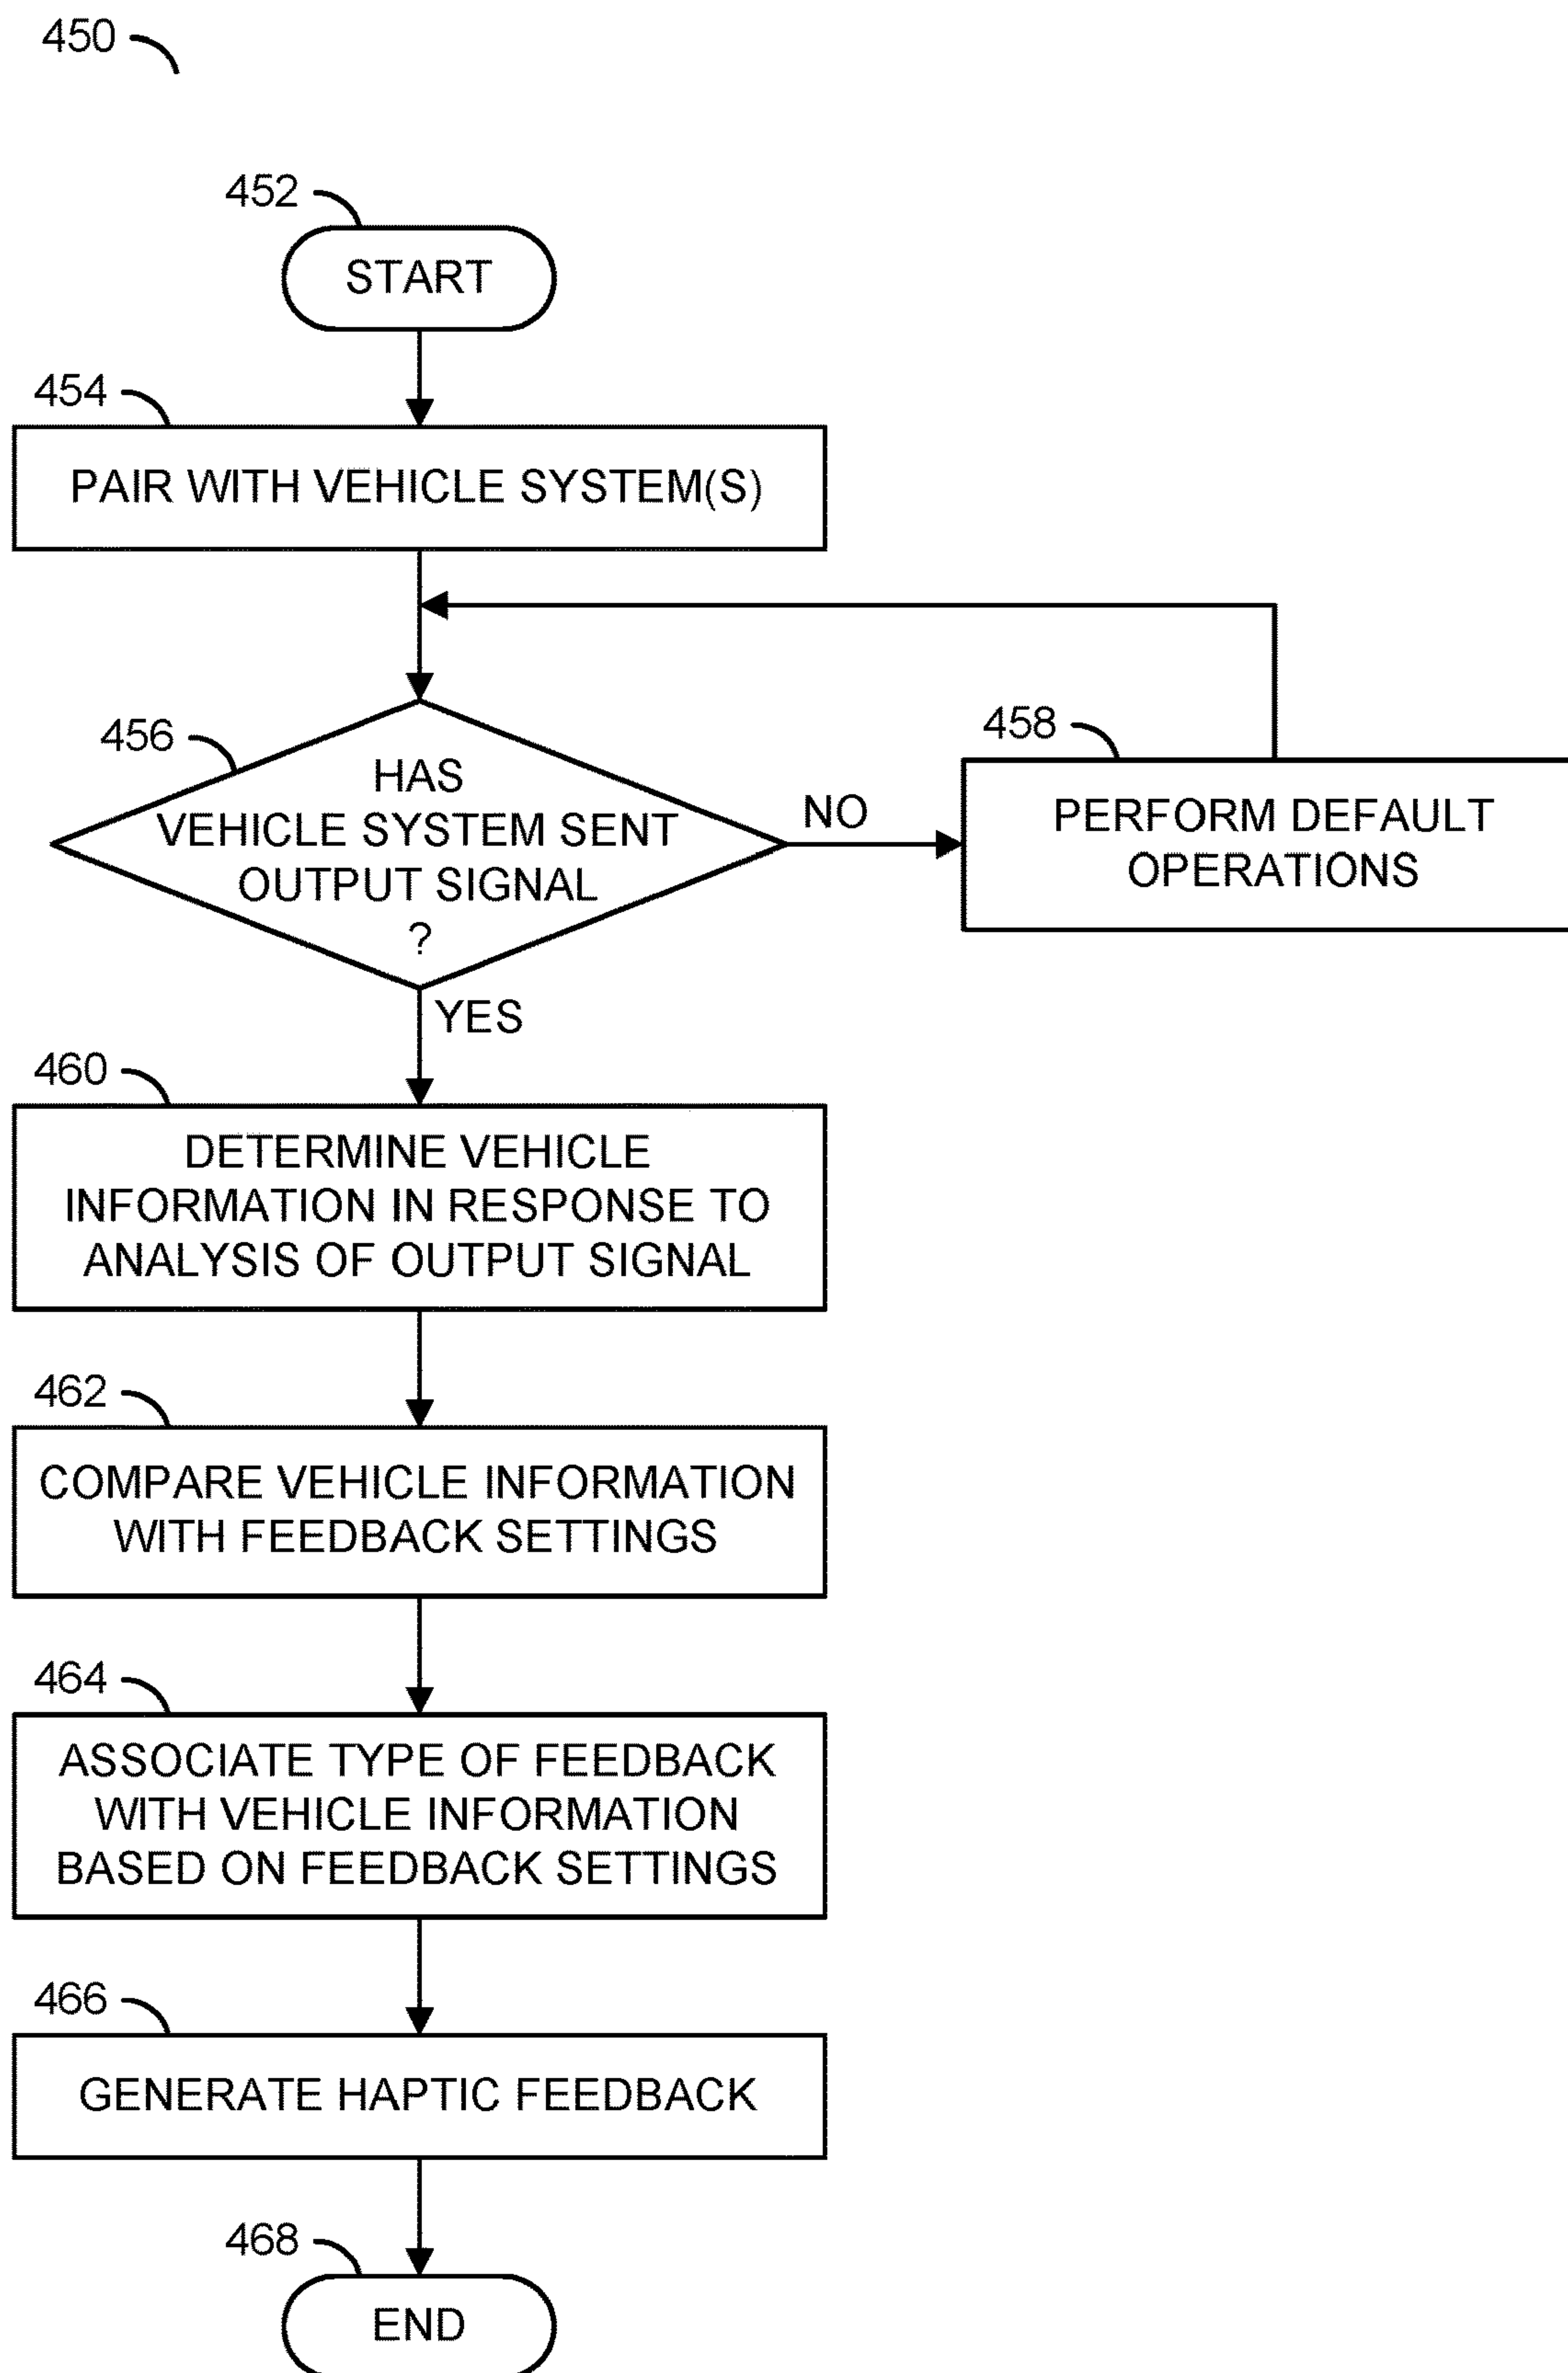 450
452
START
454
PAIR WITH VEHICLE SYSTEM(S)
456
HAS
VEHICLE SYSTEM SENT
OUTPUT SIGNAL
?
NO
458
PERFORM DEFAULT
OPERATIONS
YES
460
DETERMINE VEHICLE
INFORMATION IN RESPONSE TO
ANALYSIS OF OUTPUT SIGNAL
462
COMPARE VEHICLE INFORMATION
WITH FEEDBACK SETTINGS
464
ASSOCIATE TYPE OF FEEDBACK
WITH VEHICLE INFORMATION
BASED ON FEEDBACK SETTINGS
466
GENERATE HAPTIC FEEDBACK
468
END